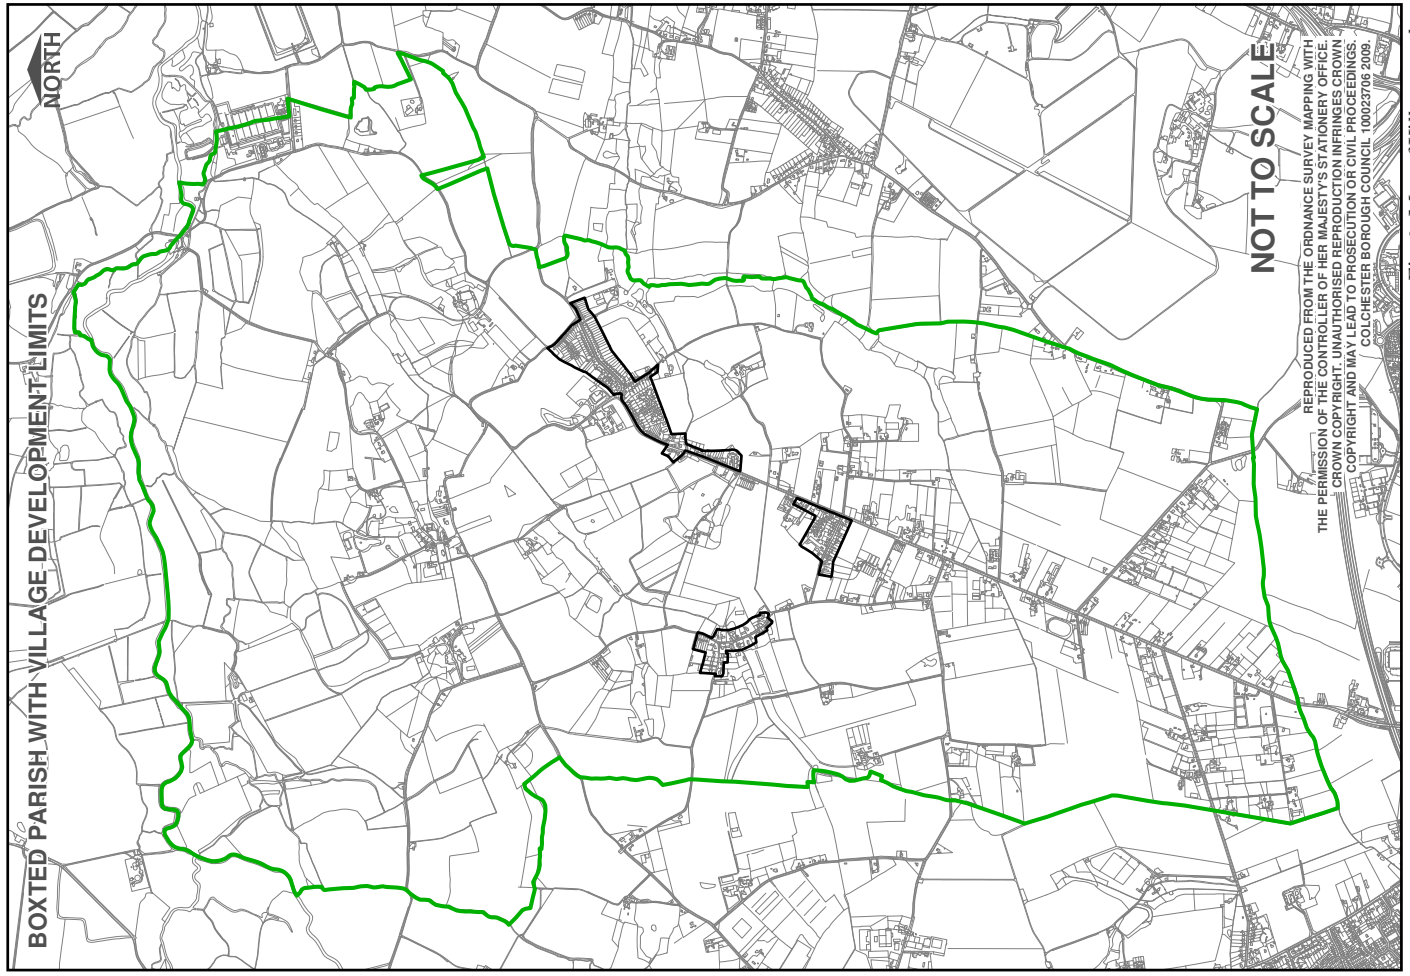 BOXTED PARISH WITH VILLAGE DEVELOPMENT LIMITS
NORTH
NOT TO SCALE
REPRODUCED FROM THE ORDNANCE SURVEY MAPPING WITH
THE PERMISSION OF THE CONTROLLER OF HER MAJESTY'S STATIONERY OFFICE.
CROWN COPYRIGHT. UNAUTHORISED REPRODUCTION INFRINGES CROWN
COPYRIGHT AND MAY LEAD TO PROSECUTION OR CIVIL PROCEEDINGS.
COLCHESTER BOROUGH COUNCIL 100023706 2009.